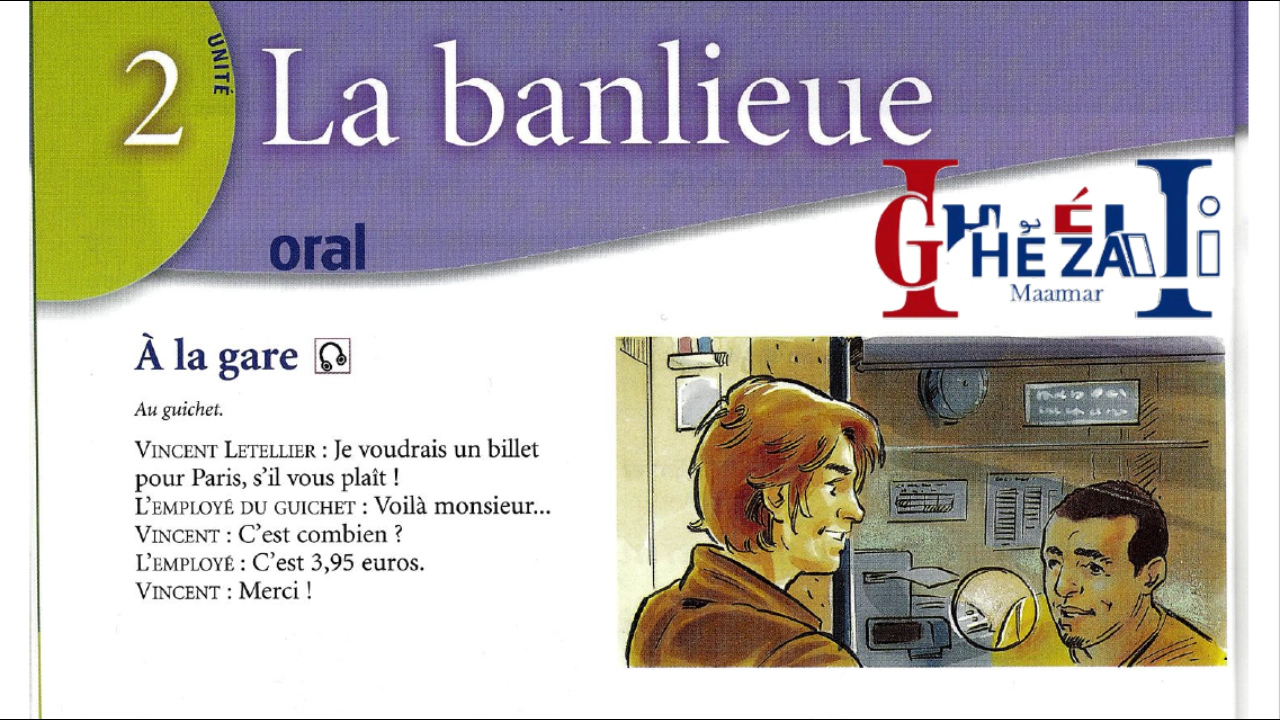 2
UNITÉ
La banlieue
oral
GHEZALI
Maamar
À la gare
Au guichet.
VINCENT LETELLIER : Je voudrais un billet
pour Paris, s’il vous plaît !
L’EMPLOYÉ DU GUICHET : Voilà monsieur...
VINCENT : C’est combien ?
L’EMPLOYÉ : C’est 3,95 euros.
VINCENT : Merci !